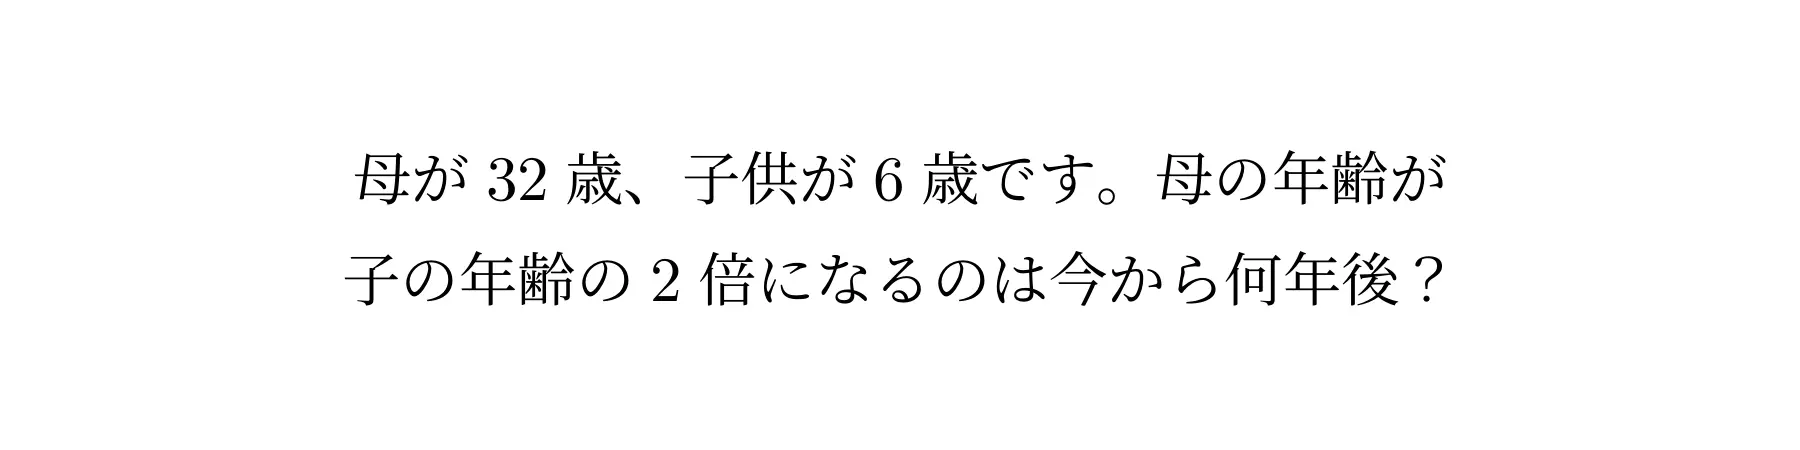 母が 32 歳、子供が 6 歳です。母の年齢が
子の年齢の 2 倍になるのは今から何年後？